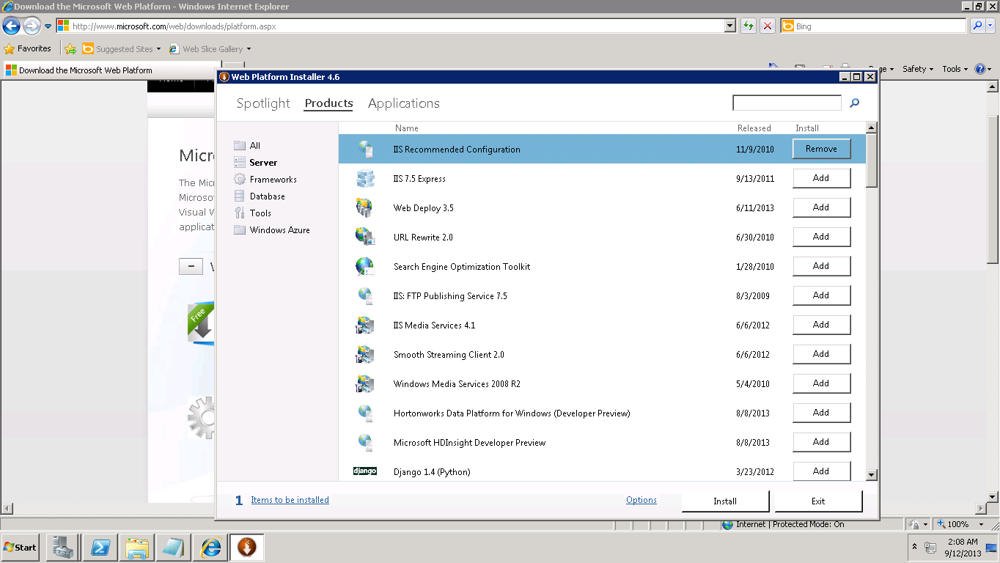 Download the Microsoft Web Platform - Windows Internet Explorer
http://www.microsoft.com/web/downloads/platform.aspx
Bing
Favorites
Suggested Sites
Web Slice Gallery
Download the Microsoft Web Platform
Safety
Tools
Web Platform Installer 4.6
Spotlight
Products
Applications
Name
Released
Install
All
Server
Frameworks
Database
Tools
Windows Azure
IIS Recommended Configuration 11/9/2010 Remove
IIS 7.5 Express 9/13/2011 Add
Web Deploy 3.5 6/11/2013 Add
URL Rewrite 2.0 6/30/2010 Add
Search Engine Optimization Toolkit 1/28/2010 Add
IIS: FTP Publishing Service 7.5 8/3/2009 Add
IIS Media Services 4.1 6/6/2012 Add
Smooth Streaming Client 2.0 6/6/2012 Add
Windows Media Services 2008 R2 5/4/2010 Add
Hortonworks Data Platform for Windows (Developer Preview) 8/8/2013 Add
Microsoft HDInsight Developer Preview 8/8/2013 Add
django Django 1.4 (Python) 3/23/2012 Add
Micr
The Mic
Microso
Visual W
applicat
Free
1 Items to be installed
Options
Install
Exit
Internet | Protected Mode: On
100%
Start
2:08 AM
9/12/2013